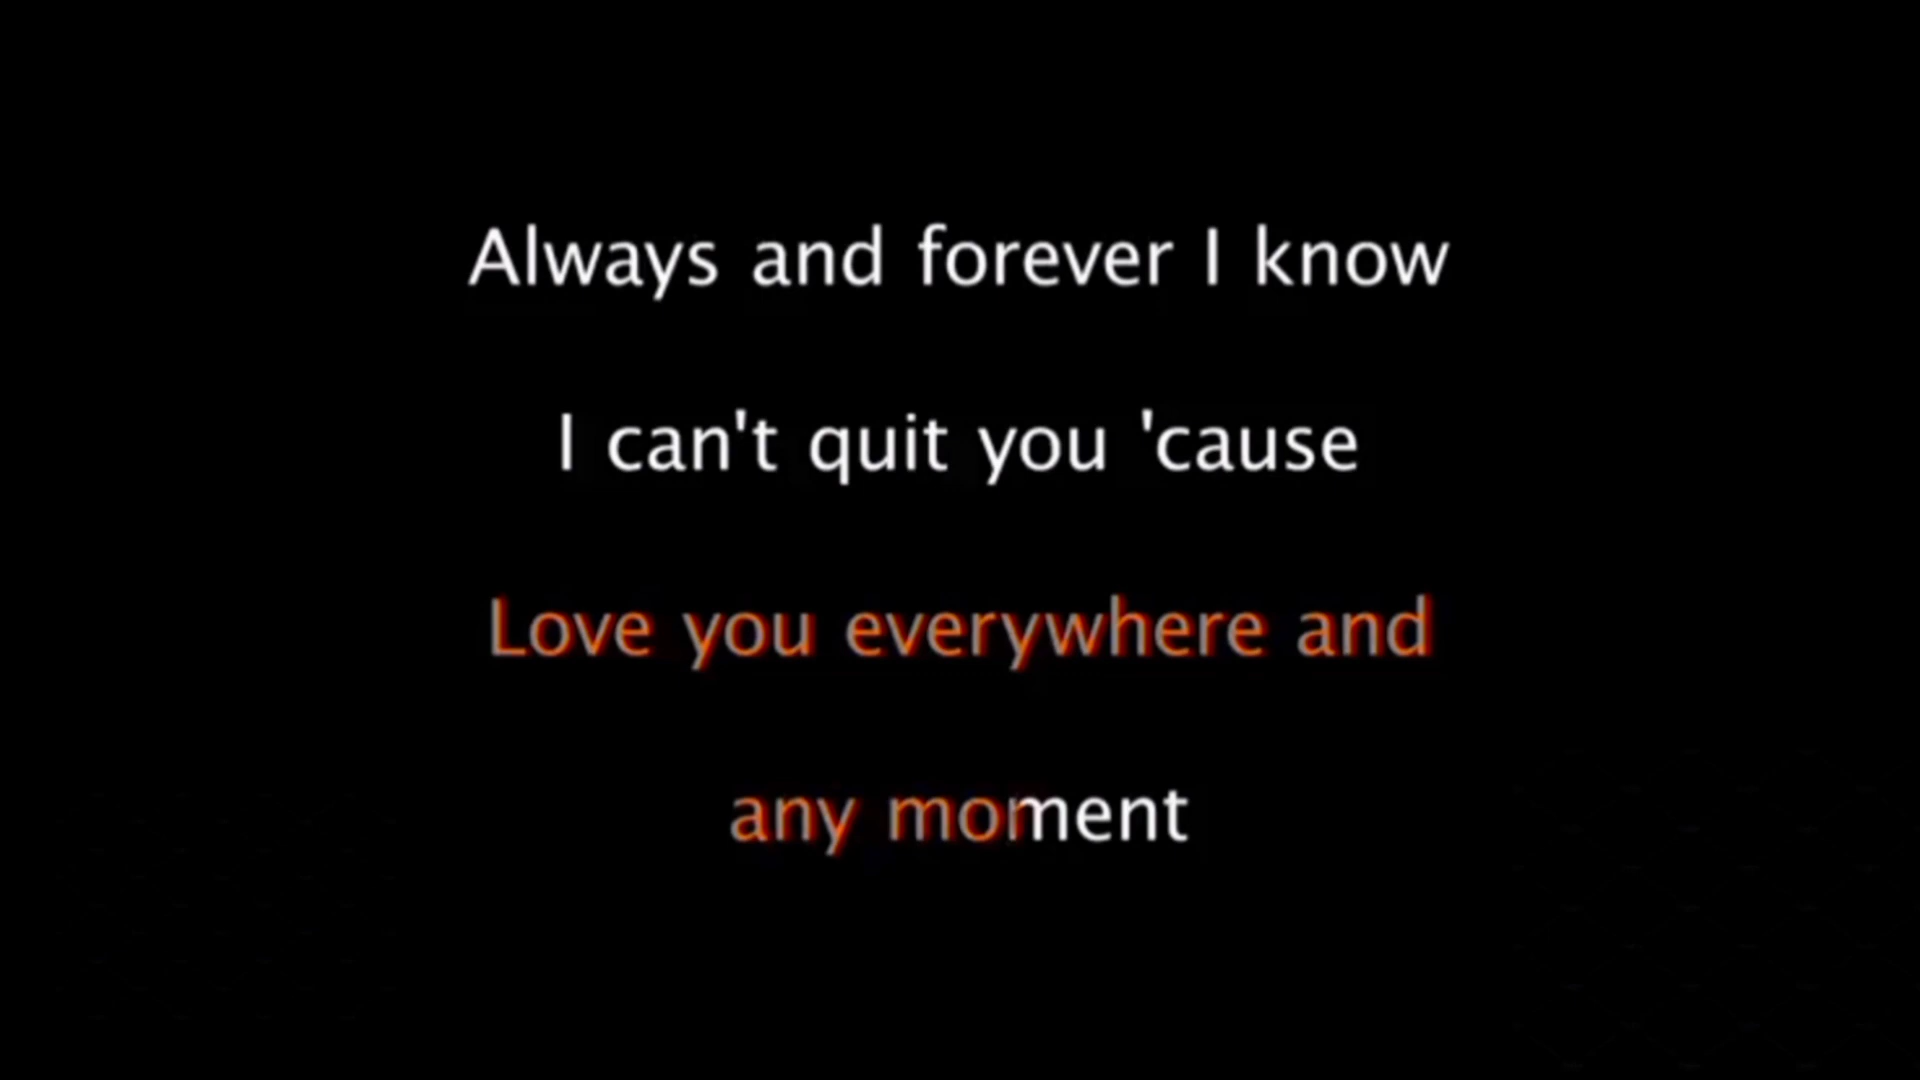 Always and forever I know
I can't quit you 'cause
Love you everywhere and
any moment